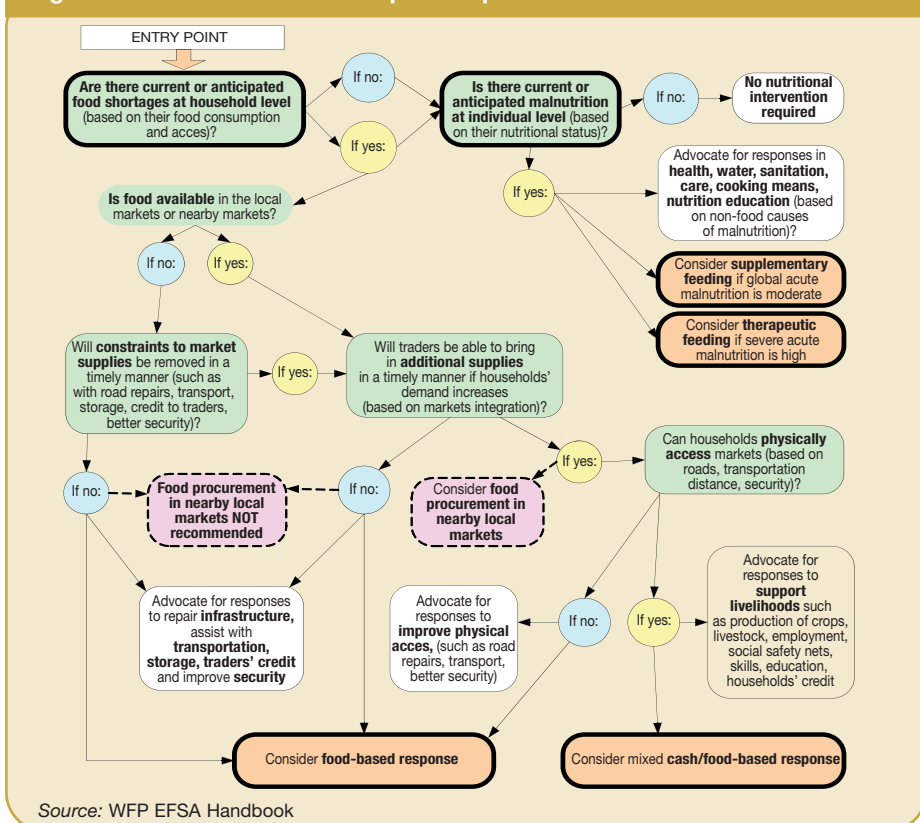 ENTRY POINT
Are there current or anticipated
food shortages at household level
(based on their food consumption
and acces)?
If no:
If yes:
Is there current or
anticipated malnutrition
at individual level (based
on their nutritional status)?
If no:
No nutritional
intervention
required
If yes:
Advocate for responses in
health, water, sanitation,
care, cooking means,
nutrition education (based
on non-food causes
of malnutrition)?
Consider supplementary
feeding if global acute
malnutrition is moderate
Consider therapeutic
feeding if severe acute
malnutrition is high
Is food available in the local
markets or nearby markets?
If no:
If yes:
Will constraints to market
supplies be removed in a
timely manner (such as
with road repairs, transport,
storage, credit to traders,
better security)?
If yes:
Will traders be able to bring
in additional supplies
in a timely manner if households'
demand increases
(based on markets integration)?
If no:
Food procurement
in nearby local
markets NOT
recommended
If no:
Consider food
procurement in
nearby local
markets
If yes:
Can households physically
access markets (based on
roads, transportation
distance, security)?
Advocate for responses
to repair infrastructure,
assist with
transportation,
storage, traders' credit
and improve security
Advocate for
responses to
improve physical
acces, (such as road
repairs, transport,
better security)
If no:
If yes:
Advocate for
responses to
support
livelihoods such
as production of crops,
livestock, employment,
social safety nets,
skills, education,
households' credit
Consider food-based response
Consider mixed cash/food-based response
Source: WFP EFSA Handbook